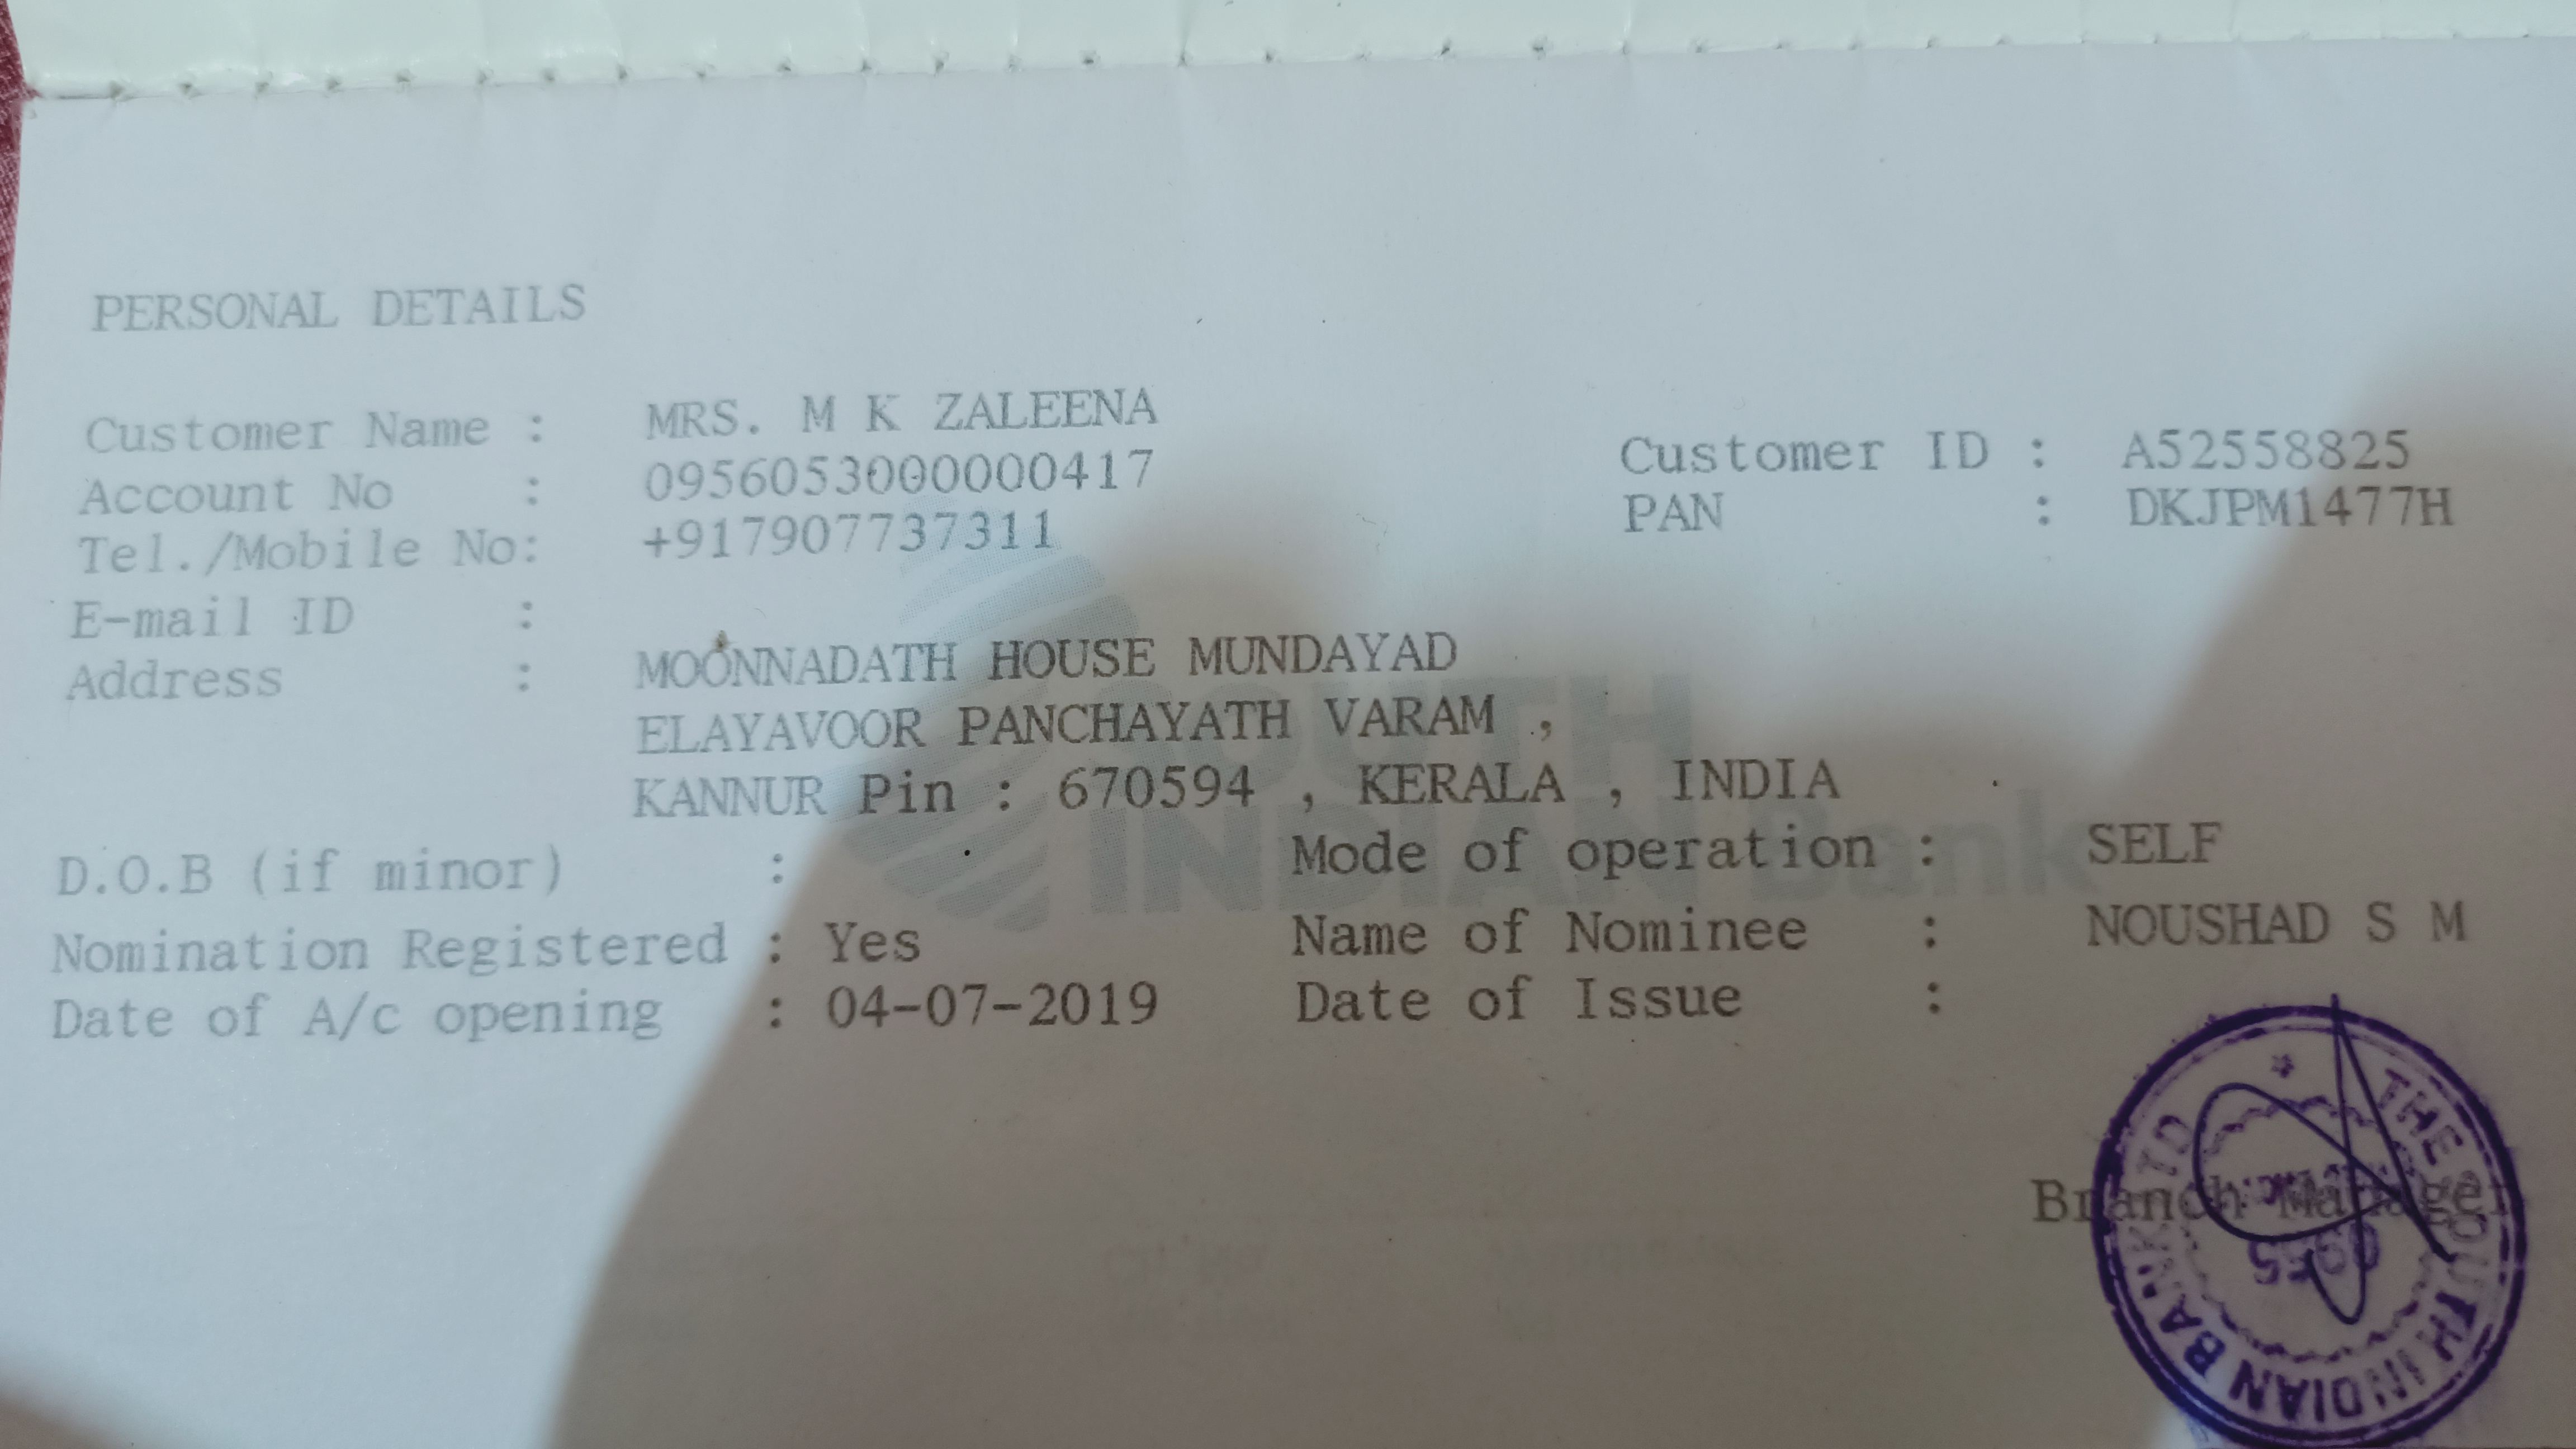 PERSONAL DETAILS
Customer Name : MRS. M K ZALEENA
Account No : 0956053000000417 Customer ID : A52558825
Tel./Mobile No: +917907737311 PAN : DKJPM1477H
E-mail ID :
Address : MOONNADATH HOUSE MUNDAYAD
ELAYAVOOR PANCHAYATH VARAM ,
KANNUR Pin : 670594 , KERALA , INDIA
D.O.B (if minor) : Mode of operation : SELF
Nomination Registered : Yes Name of Nominee : NOUSHAD S M
Date of A/c opening : 04-07-2019 Date of Issue :
SOUTH
INDIAN Bank
Branch Manage
THE SOUTH INDIAN BANK LTD